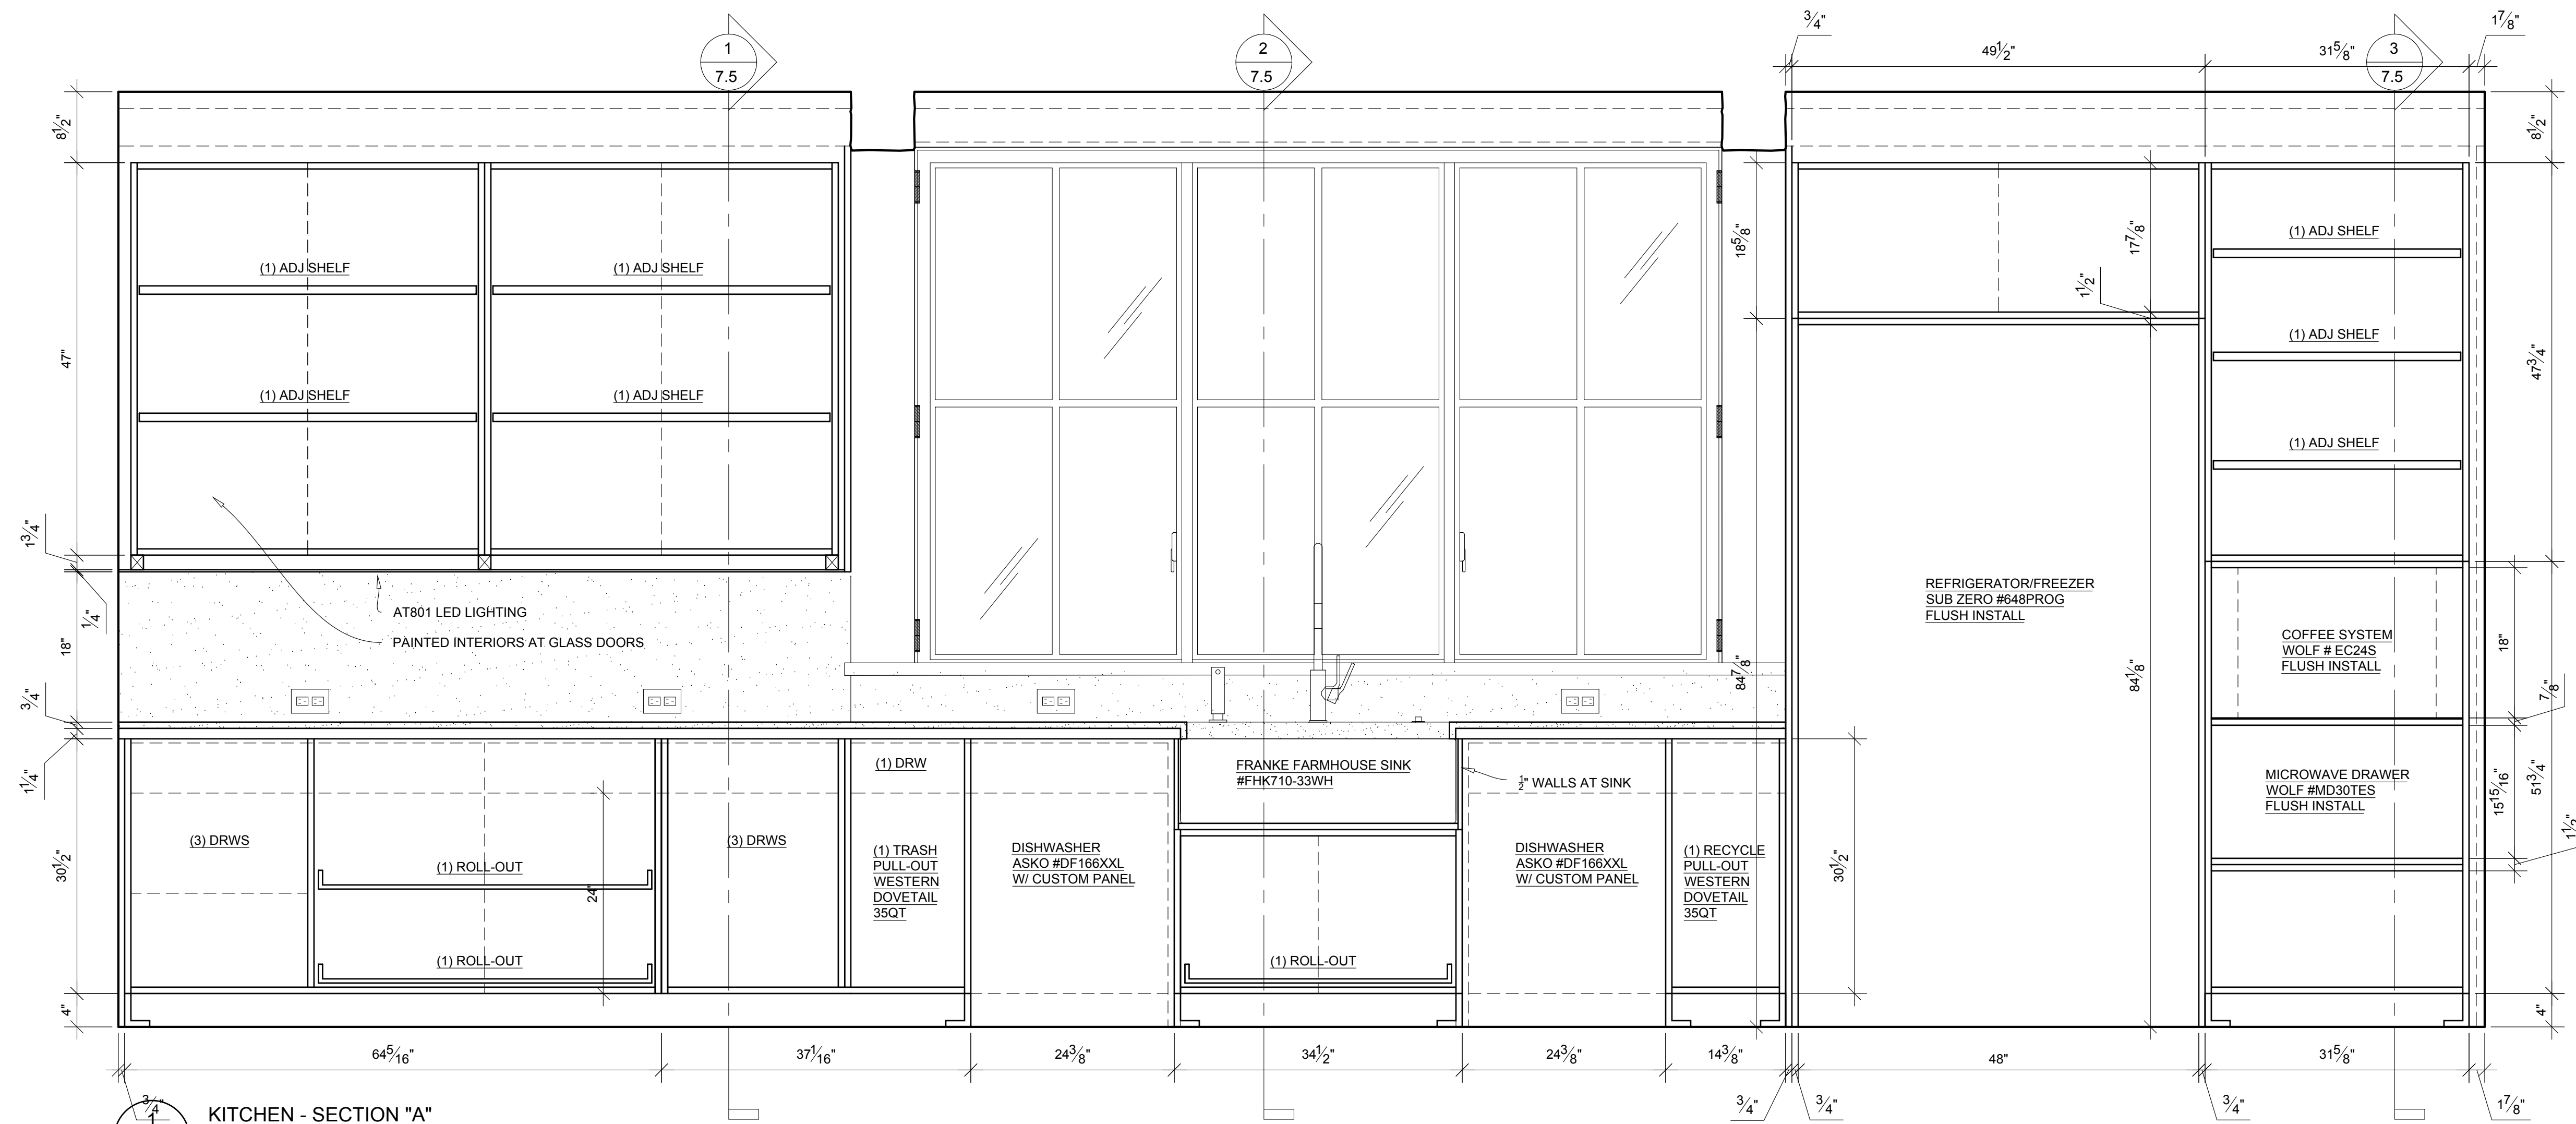 1
7.5
2
7.5
3
7.5
3/4"
49 1/2"
31 5/8"
1 7/8"
8 1/2"
47"
1 3/4"
1/4"
18"
3/4"
1 1/4"
30 1/2"
4"
(1) ADJ SHELF
(1) ADJ SHELF
(1) ADJ SHELF
(1) ADJ SHELF
AT801 LED LIGHTING
PAINTED INTERIORS AT GLASS DOORS
(3) DRWS
(1) ROLL-OUT
(1) ROLL-OUT
24"
(3) DRWS
(1) DRW
(1) TRASH
PULL-OUT
WESTERN
DOVETAIL
35QT
DISHWASHER
ASKO #DF166XXL
W/ CUSTOM PANEL
FRANKE FARMHOUSE SINK
#FHK710-33WH
(1) ROLL-OUT
1/2" WALLS AT SINK
DISHWASHER
ASKO #DF166XXL
W/ CUSTOM PANEL
(1) RECYCLE
PULL-OUT
WESTERN
DOVETAIL
35QT
30 1/2"
18 5/8"
84 7/8"
17 7/8"
1 1/2"
84 1/8"
REFRIGERATOR/FREEZER
SUB ZERO #648PROG
FLUSH INSTALL
(1) ADJ SHELF
(1) ADJ SHELF
(1) ADJ SHELF
COFFEE SYSTEM
WOLF # EC24S
FLUSH INSTALL
MICROWAVE DRAWER
WOLF #MD30TES
FLUSH INSTALL
8 1/2"
47 3/4"
18"
7/8"
15 15/16"
51 3/4"
1 1/2"
4"
64 5/16"
37 1/16"
24 3/8"
34 1/2"
24 3/8"
14 3/8"
48"
31 5/8"
3/4"
3/4"
3/4"
3/4"
1 7/8"
1
KITCHEN - SECTION "A"